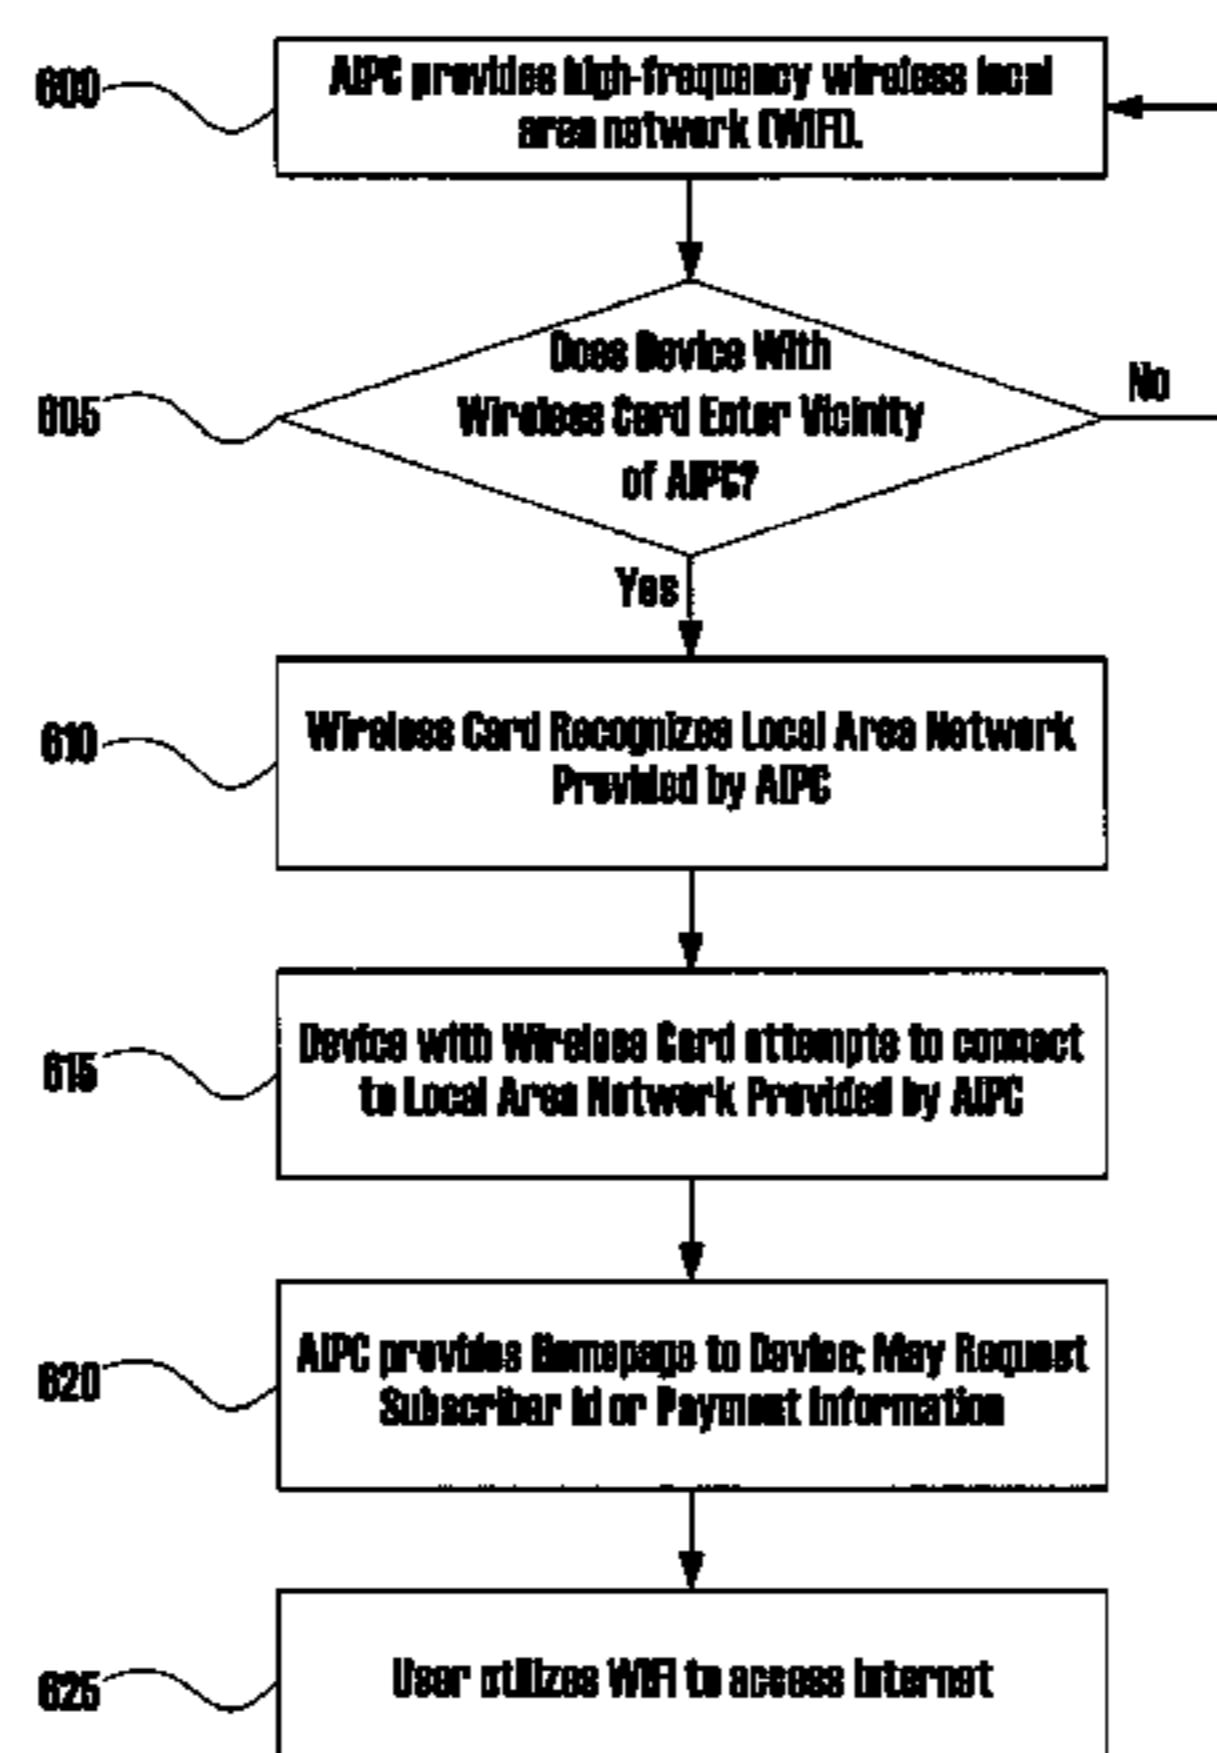 600
AIPC provides high-frequency wireless local
area network (WIFI).
605
Does Device With
Wireless Card Enter Vicinity
of AIPC?
No
Yes
610
Wireless Card Recognizes Local Area Network
Provided by AIPC
615
Device with Wireless Card attempts to connect
to Local Area Network Provided by AIPC
620
AIPC provides Homepage to Device; May Request
Subscriber Id or Payment Information
625
User utilizes WIFI to access internet